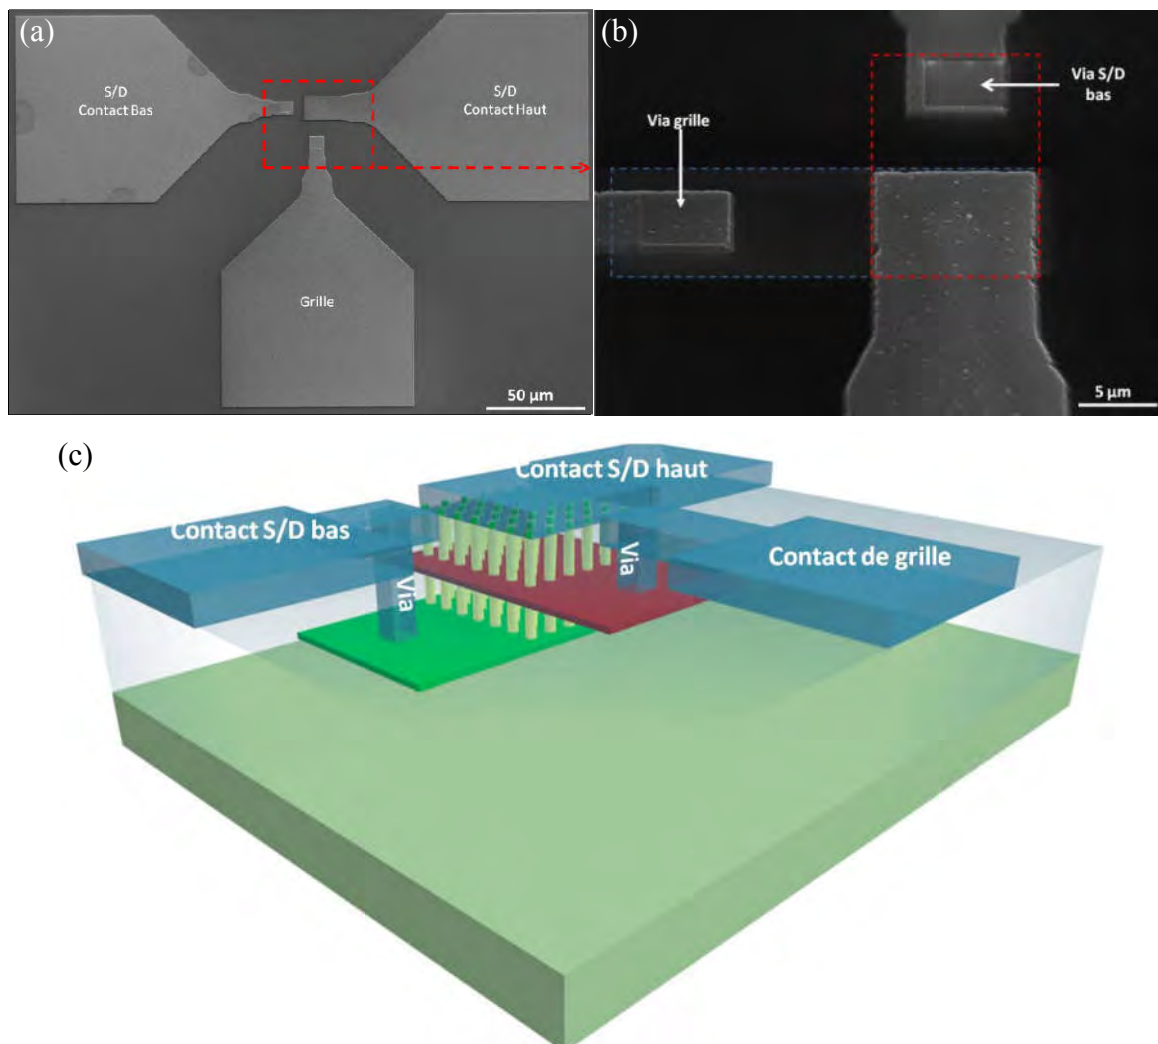 (a)
S/D
Contact Bas
S/D
Contact Haut
Grille
50 µm
(b)
Via S/D
bas
Via grille
5 µm
(c)
Contact S/D haut
Contact S/D bas
Via
Via
Contact de grille